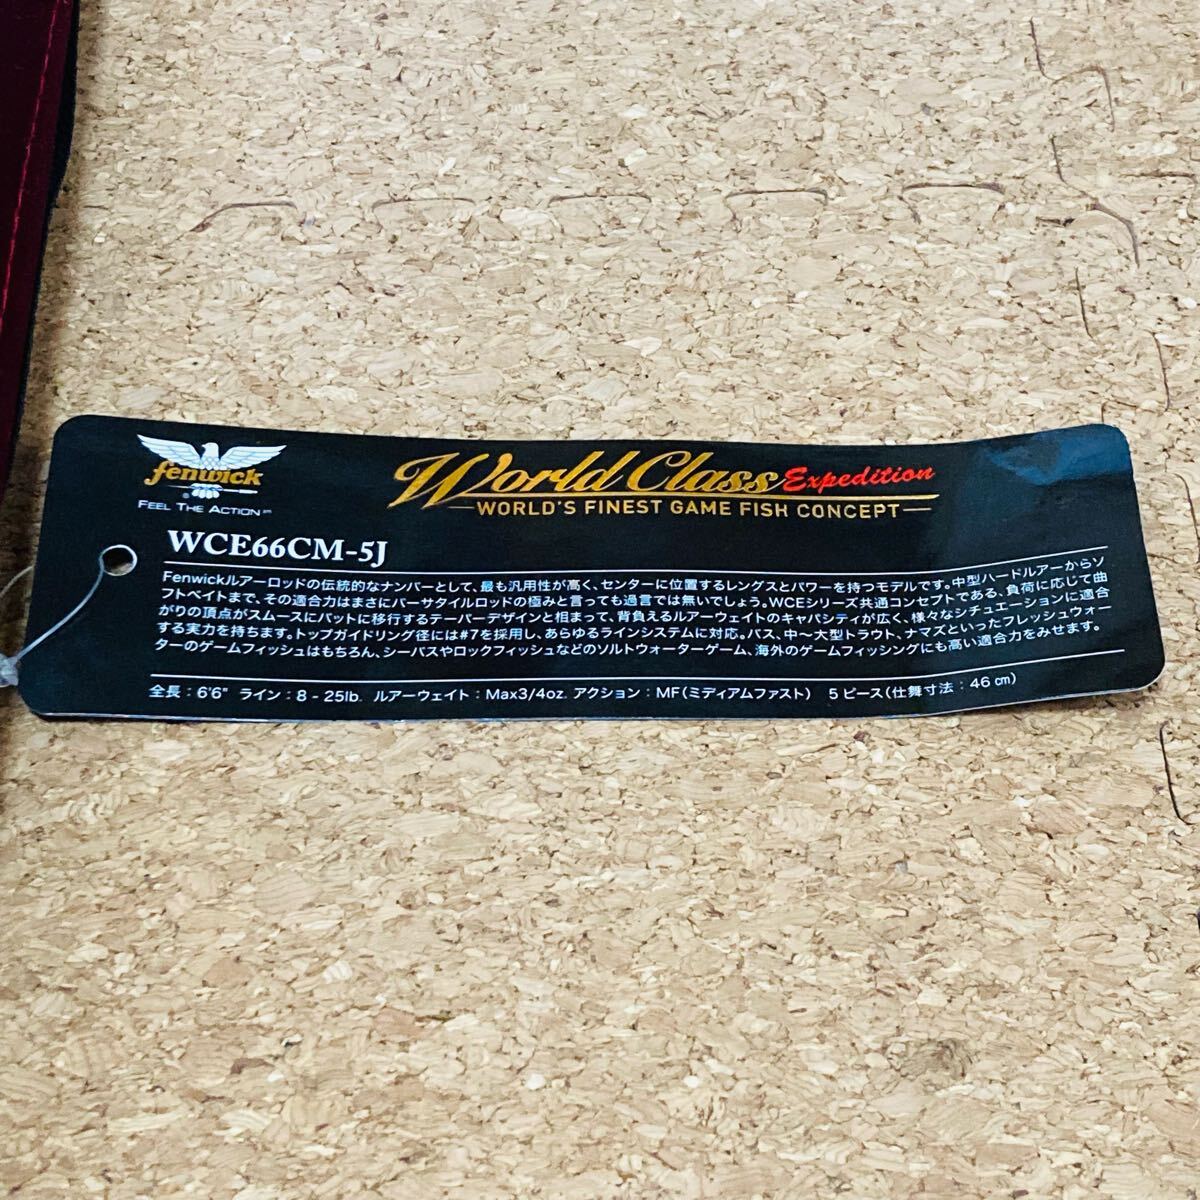 fenwick
®
FEEL THE ACTION
World Class Expedition
WORLD'S FINEST GAME FISH CONCEPT
WCE66CM-5J
Fenwickルアーロッドの伝統的なナンバーとして、最も汎用性が高く、センターに位置するレングスとパワーを持つモデルです。中型ハードルアーからソ
フトベイトまで、その適合力はまさにバーサタイルロッドの極みと言っても過言では無いでしょう。WCEシリーズ共通コンセプトである、負荷に応じて曲
がりの頂点がスムースにバットに移行するテーパーデザインと相まって、背負えるルアーウェイトのキャパシティが広く、様々なシチュエーションに適合
する実力を持ちます。トップガイドリング径には#7を採用し、あらゆるラインシステムに対応。バス、中〜大型トラウト、ナマズといったフレッシュウォー
ターのゲームフィッシュはもちろん、シーバスやロックフィッシュなどのソルトウォーターゲーム、海外のゲームフィッシングにも高い適合力をみせます。
全長：6'6" ライン：8 - 25lb. ルアーウェイト：Max3/4oz. アクション：MF(ミディアムファスト) 5ピース(仕舞寸法：46㎝)